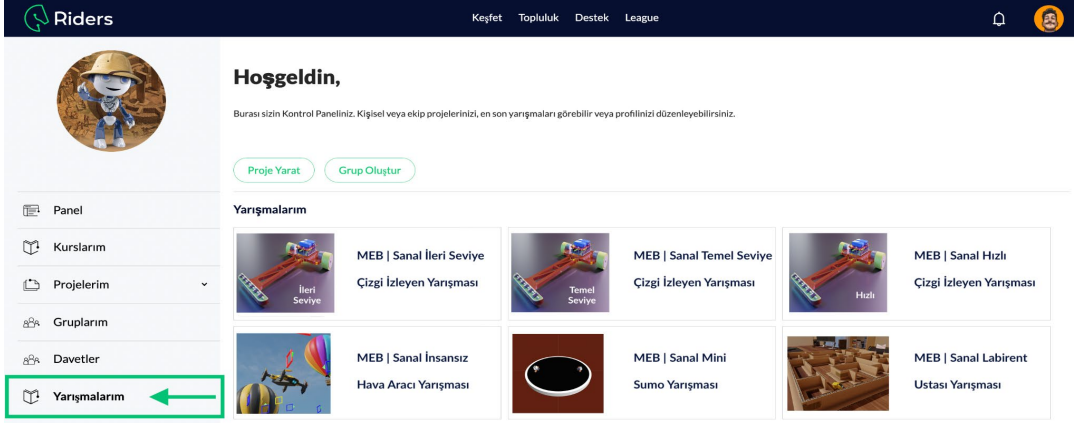 Riders
Keşfet Topluluk Destek League
Hoşgeldin,
Burası sizin Kontrol Paneliniz. Kişisel veya ekip projelerinizi, en son yarışmaları görebilir veya profilinizi düzenleyebilirsiniz.
Proje Yarat Grup Oluştur
Panel
Kurslarım
Projelerim
Gruplarım
Davetler
Yarışmalarım
Yarışmalarım
İleri
Seviye
MEB | Sanal İleri Seviye
Çizgi İzleyen Yarışması
Temel
Seviye
MEB | Sanal Temel Seviye
Çizgi İzleyen Yarışması
Hızlı
MEB | Sanal Hızlı
Çizgi İzleyen Yarışması
MEB | Sanal İnsansız
Hava Aracı Yarışması
MEB | Sanal Mini
Sumo Yarışması
MEB | Sanal Labirent
Ustası Yarışması